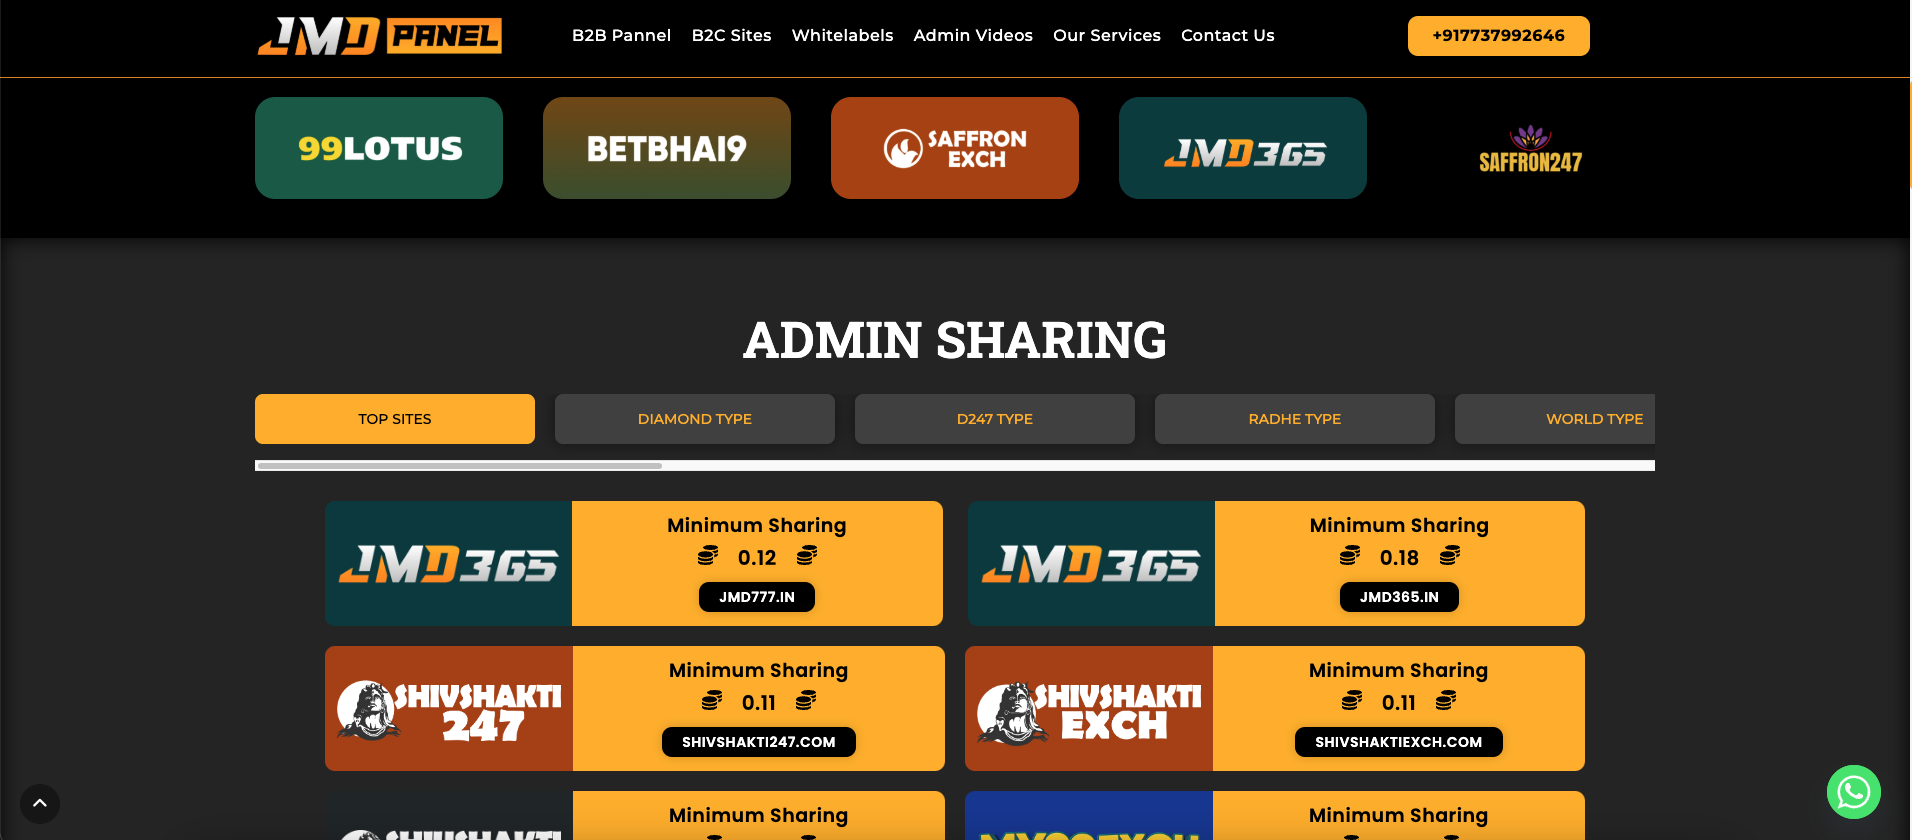 JMD PANEL
B2B Pannel B2C Sites Whitelabels Admin Videos Our Services Contact Us
+917737992646
99LOTUS
BETBHAI9
SAFFRON
EXCH
JMD365
SAFFRON247
ADMIN SHARING
TOP SITES
DIAMOND TYPE
D247 TYPE
RADHE TYPE
WORLD TYPE
JMD365
Minimum Sharing
0.12
JMD777.IN
JMD365
Minimum Sharing
0.18
JMD365.IN
SHIVSHAKTI
247
Minimum Sharing
0.11
SHIVSHAKTI247.COM
SHIVSHAKTI
EXCH
Minimum Sharing
0.11
SHIVSHAKTIEXCH.COM
SHIVSHAKTI
Minimum Sharing
Minimum Sharing